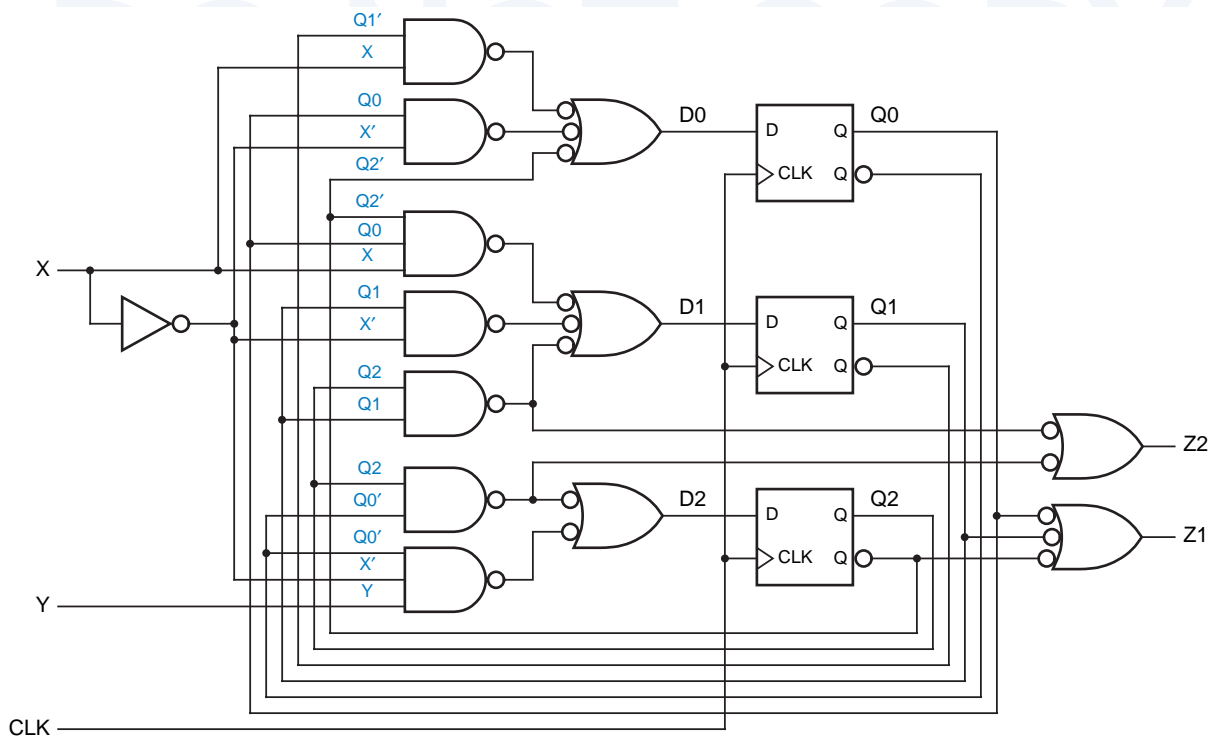 Q1′
X
Q0
X′
Q2′
D0
D Q
CLK Q
Q0
Q2′
Q0
X
X
Q1
X′
D1
D Q
CLK Q
Q1
Q2
Q1
Z2
Q2
Q0′
D2
D Q
CLK Q
Q2
Z1
Q0′
X′
Y
Y
CLK